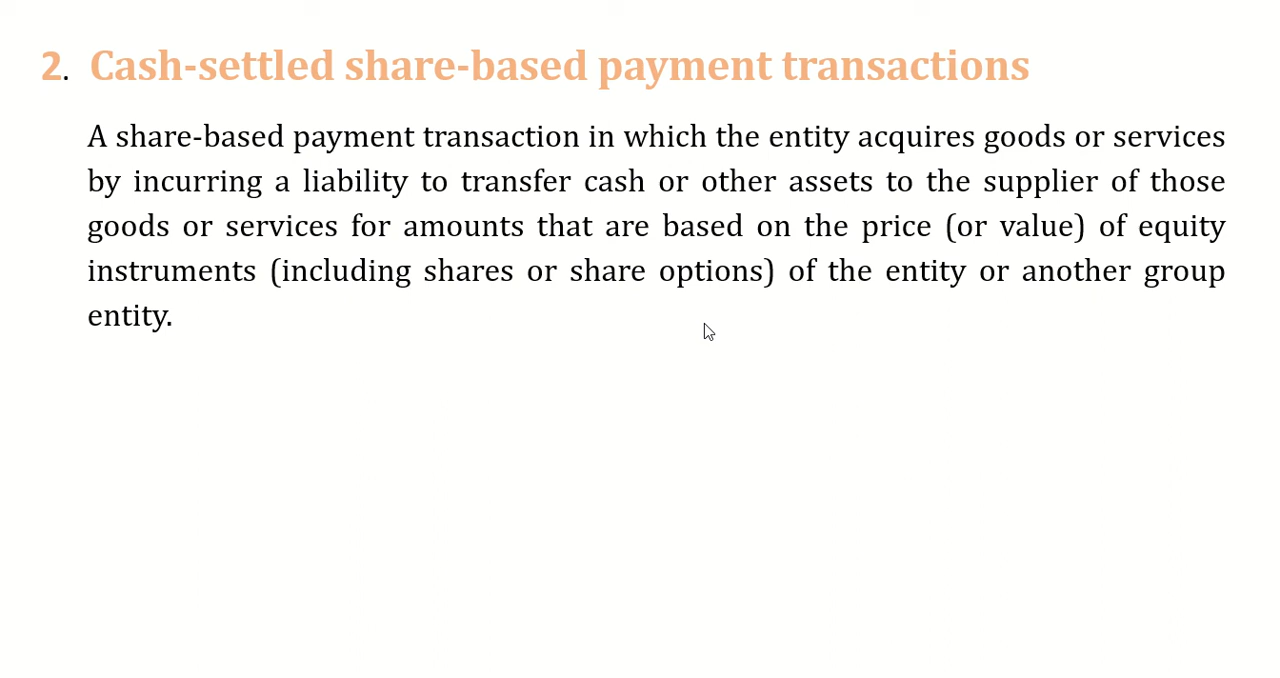 2. Cash-settled share-based payment transactions
A share-based payment transaction in which the entity acquires goods or services
by incurring a liability to transfer cash or other assets to the supplier of those
goods or services for amounts that are based on the price (or value) of equity
instruments (including shares or share options) of the entity or another group
entity.